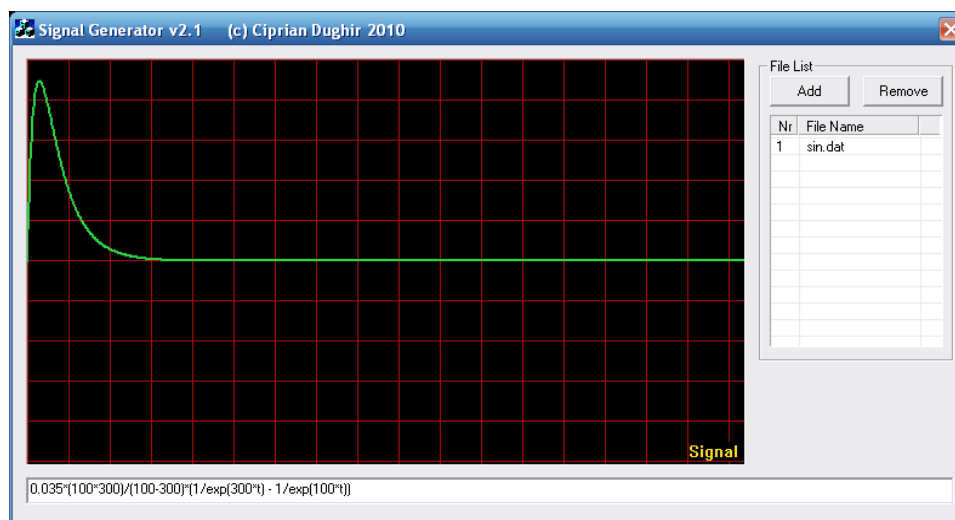 Signal Generator v2.1 (c) Ciprian Dughir 2010
File List
Add Remove
Nr File Name
1 sin.dat
Signal
0.035*(100*300)/(100-300)*(1/exp(300*t) - 1/exp(100*t))